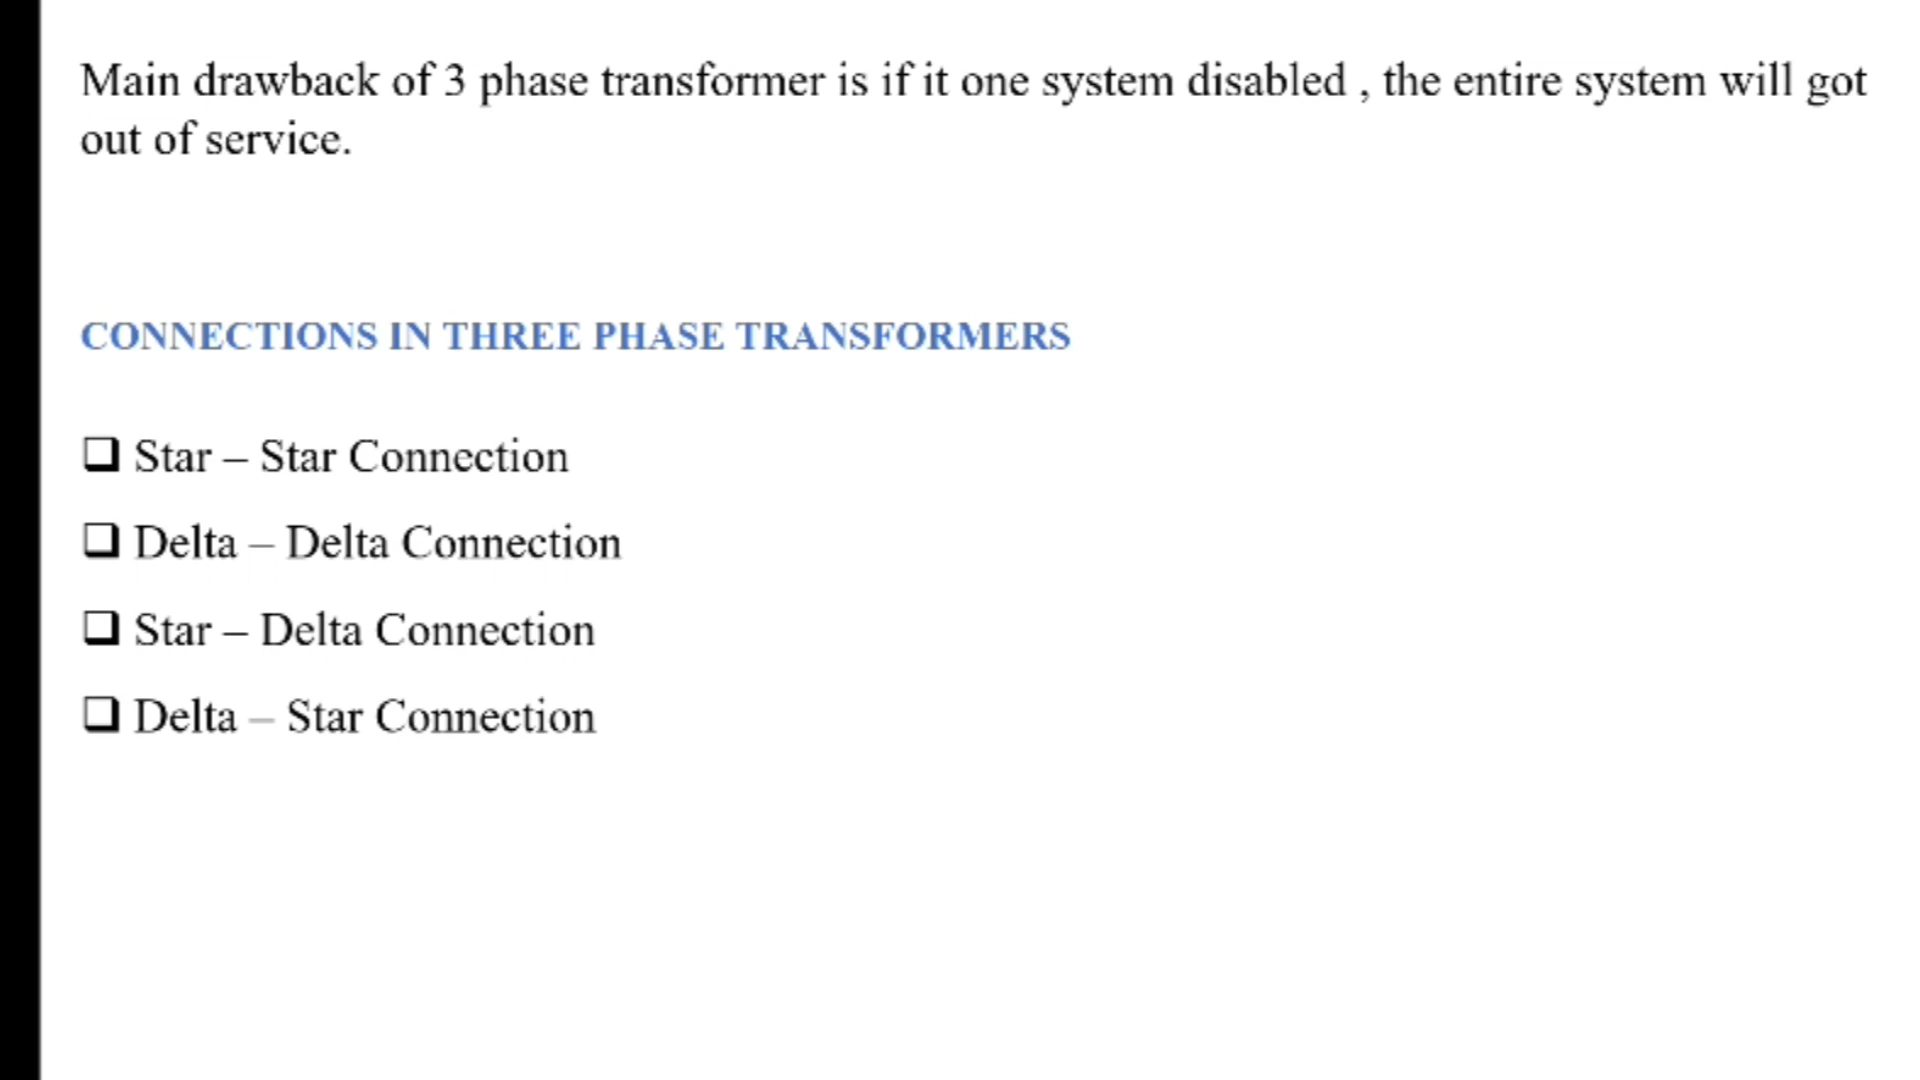 Main drawback of 3 phase transformer is if it one system disabled , the entire system will got
out of service.
CONNECTIONS IN THREE PHASE TRANSFORMERS
❑ Star – Star Connection
❑ Delta – Delta Connection
❑ Star – Delta Connection
❑ Delta – Star Connection